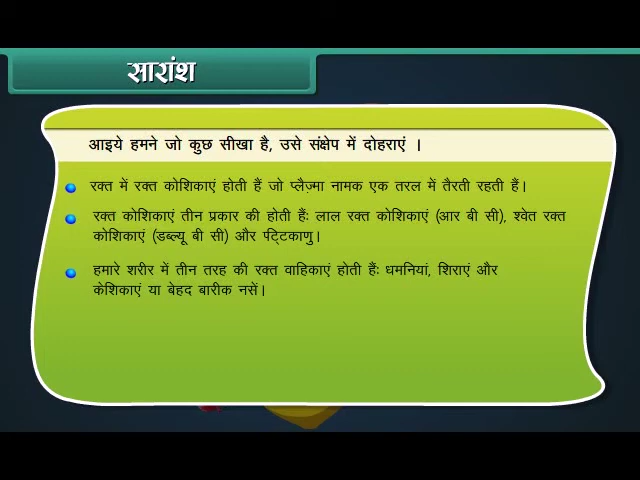 सारांश
आइये हमने जो कुछ सीखा है, उसे संक्षेप में दोहराएं ।
रक्त में रक्त कोशिकाएं होती हैं जो प्लैज़्मा नामक एक तरल में तैरती रहती हैं।
रक्त कोशिकाएं तीन प्रकार की होती हैं: लाल रक्त कोशिकाएं (आर बी सी), श्वेत रक्त
कोशिकाएं (डब्ल्यू बी सी) और पट्टिकाणु।
हमारे शरीर में तीन तरह की रक्त वाहिकाएं होती हैं: धमनियां, शिराएं और
केशिकाएं या बेहद बारीक नसें।